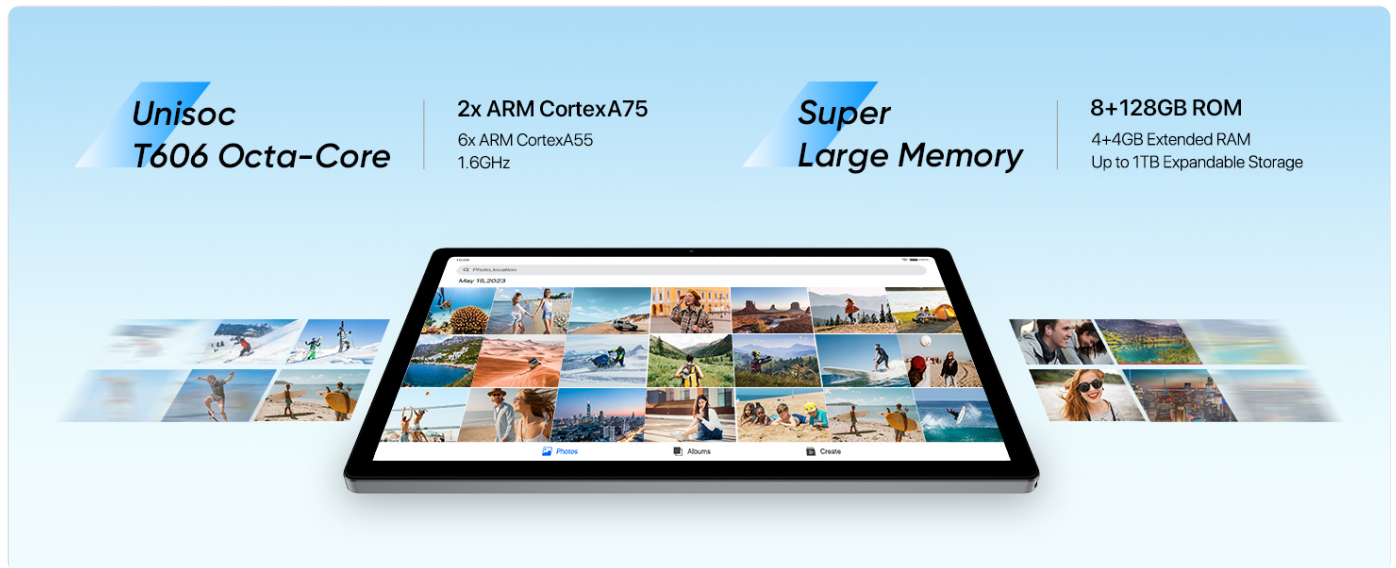 Unisoc
T606 Octa-Core
2x ARM CortexA75
6x ARM CortexA55
1.6GHz
Super
Large Memory
8+128GB ROM
4+4GB Extended RAM
Up to 1TB Expandable Storage
Photo,location
May 15,2023
Photos
Albums
Create